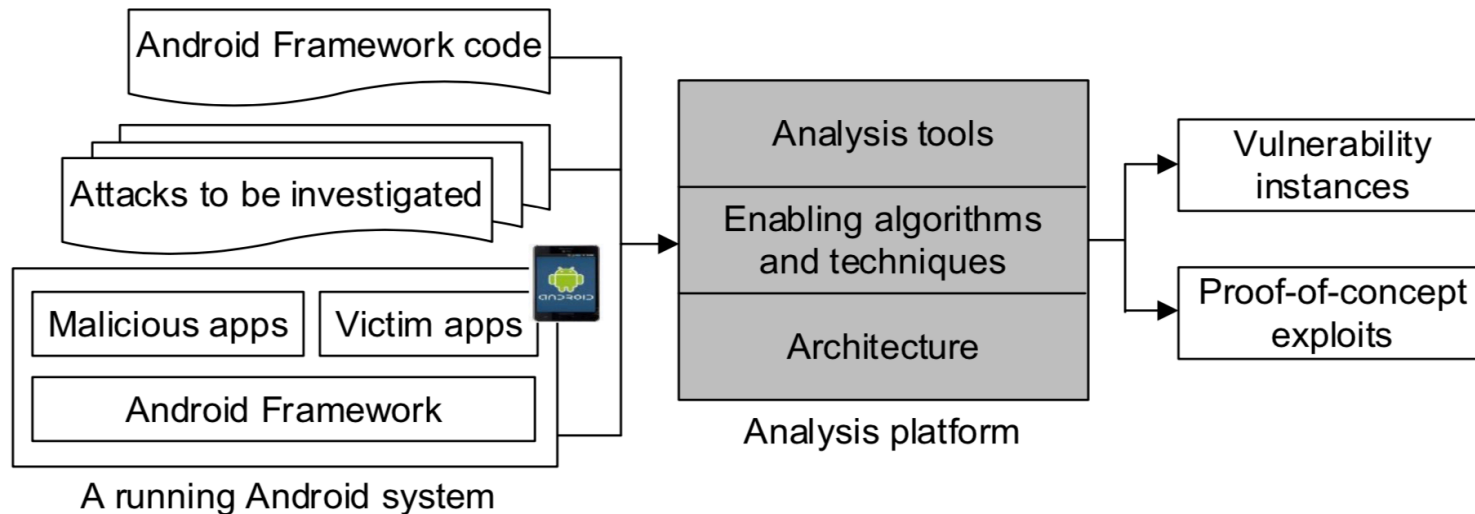 Android Framework code
Attacks to be investigated
Malicious apps
Victim apps
Android Framework
A running Android system
ANDROID
Analysis tools
Enabling algorithms
and techniques
Architecture
Analysis platform
Vulnerability
instances
Proof-of-concept
exploits